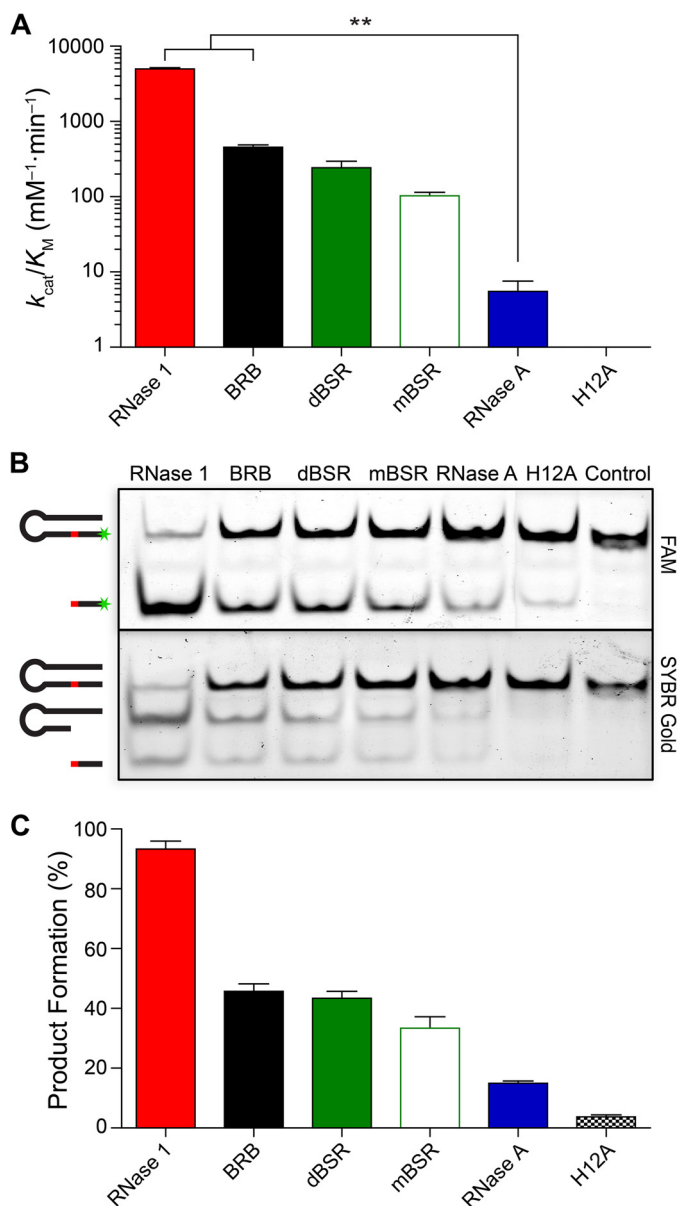 A
**
10000
1000
100
10
1
kcat/KM (mM−1·min−1)
RNase 1
BRB
dBSR
mBSR
RNase A
H12A
B
RNase 1 BRB dBSR mBSR RNase A H12A Control
FAM
SYBR Gold
C
100
80
60
40
20
0
Product Formation (%)
RNase 1
BRB
dBSR
mBSR
RNase A
H12A